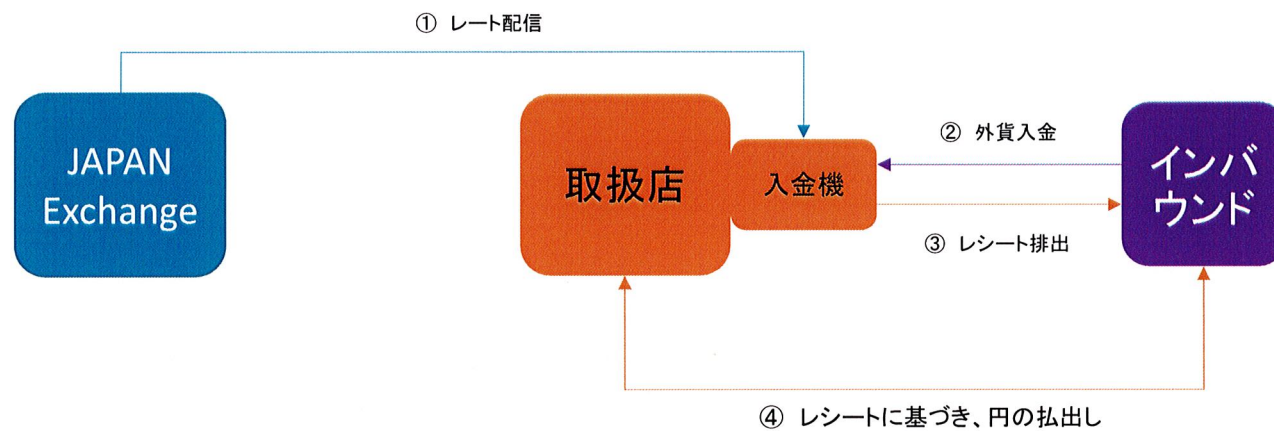 ① レート配信
JAPAN
Exchange
取扱店
入金機
② 外貨入金
インバ
ウンド
③ レシート排出
④ レシートに基づき、円の払出し